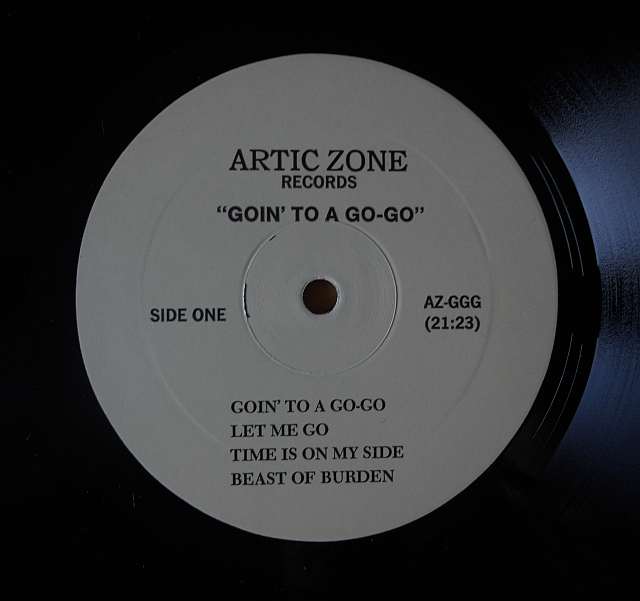 ARTIC ZONE
RECORDS
“GOIN’ TO A GO-GO”
SIDE ONE
AZ-GGG
(21:23)
GOIN’ TO A GO-GO
LET ME GO
TIME IS ON MY SIDE
BEAST OF BURDEN